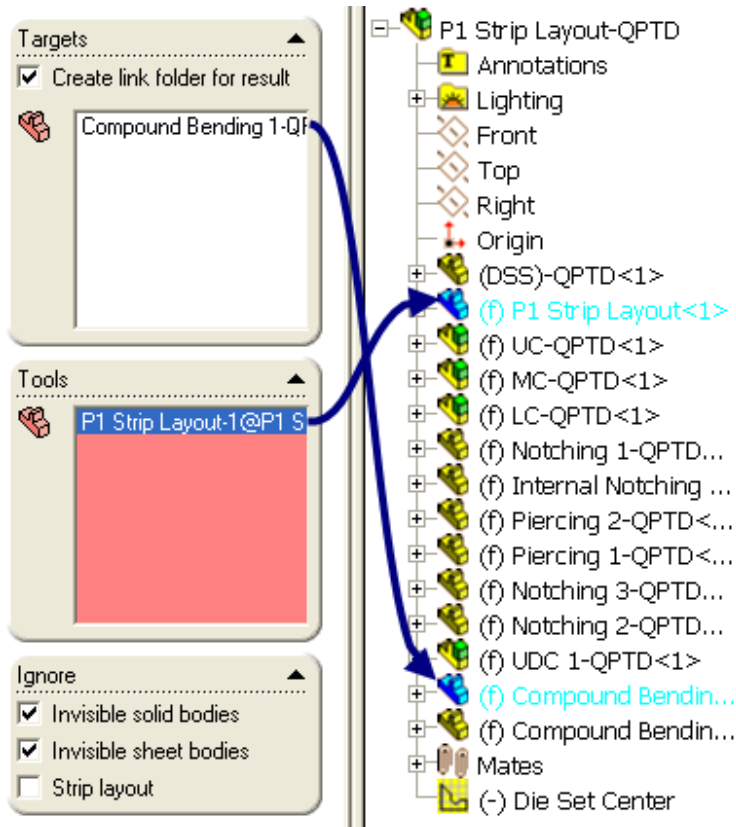 Targets
Create link folder for result
Compound Bending 1-QP
Tools
P1 Strip Layout-1@P1 S
Ignore
Invisible solid bodies
Invisible sheet bodies
Strip layout
P1 Strip Layout-QPTD
Annotations
Lighting
Front
Top
Right
Origin
(DSS)-QPTD<1>
(f) P1 Strip Layout<1>
(f) UC-QPTD<1>
(f) MC-QPTD<1>
(f) LC-QPTD<1>
(f) Notching 1-QPTD...
(f) Internal Notching ...
(f) Piercing 2-QPTD<...
(f) Piercing 1-QPTD<...
(f) Notching 3-QPTD...
(f) Notching 2-QPTD...
(f) UDC 1-QPTD<1>
(f) Compound Bendin...
(f) Compound Bendin...
Mates
(-) Die Set Center